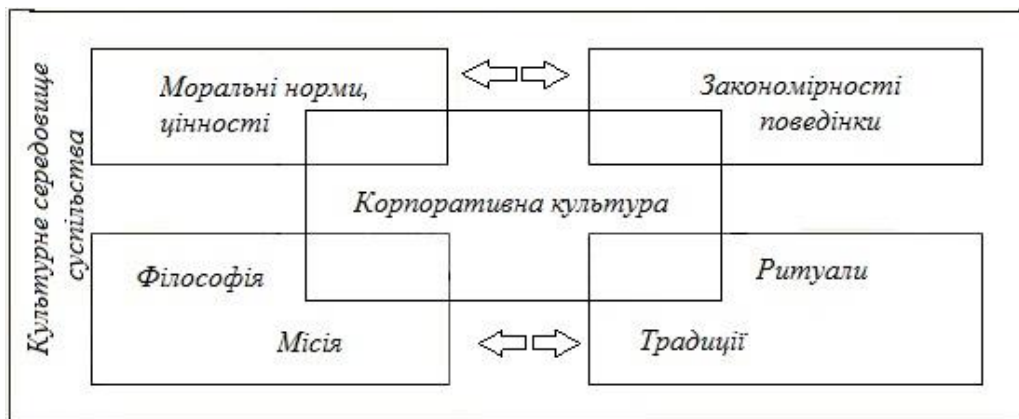 Культурне середовище
суспільства
Моральні норми,
цінності
Закономірності
поведінки
Корпоративна культура
Філософія
Місія
Ритуали
Традиції